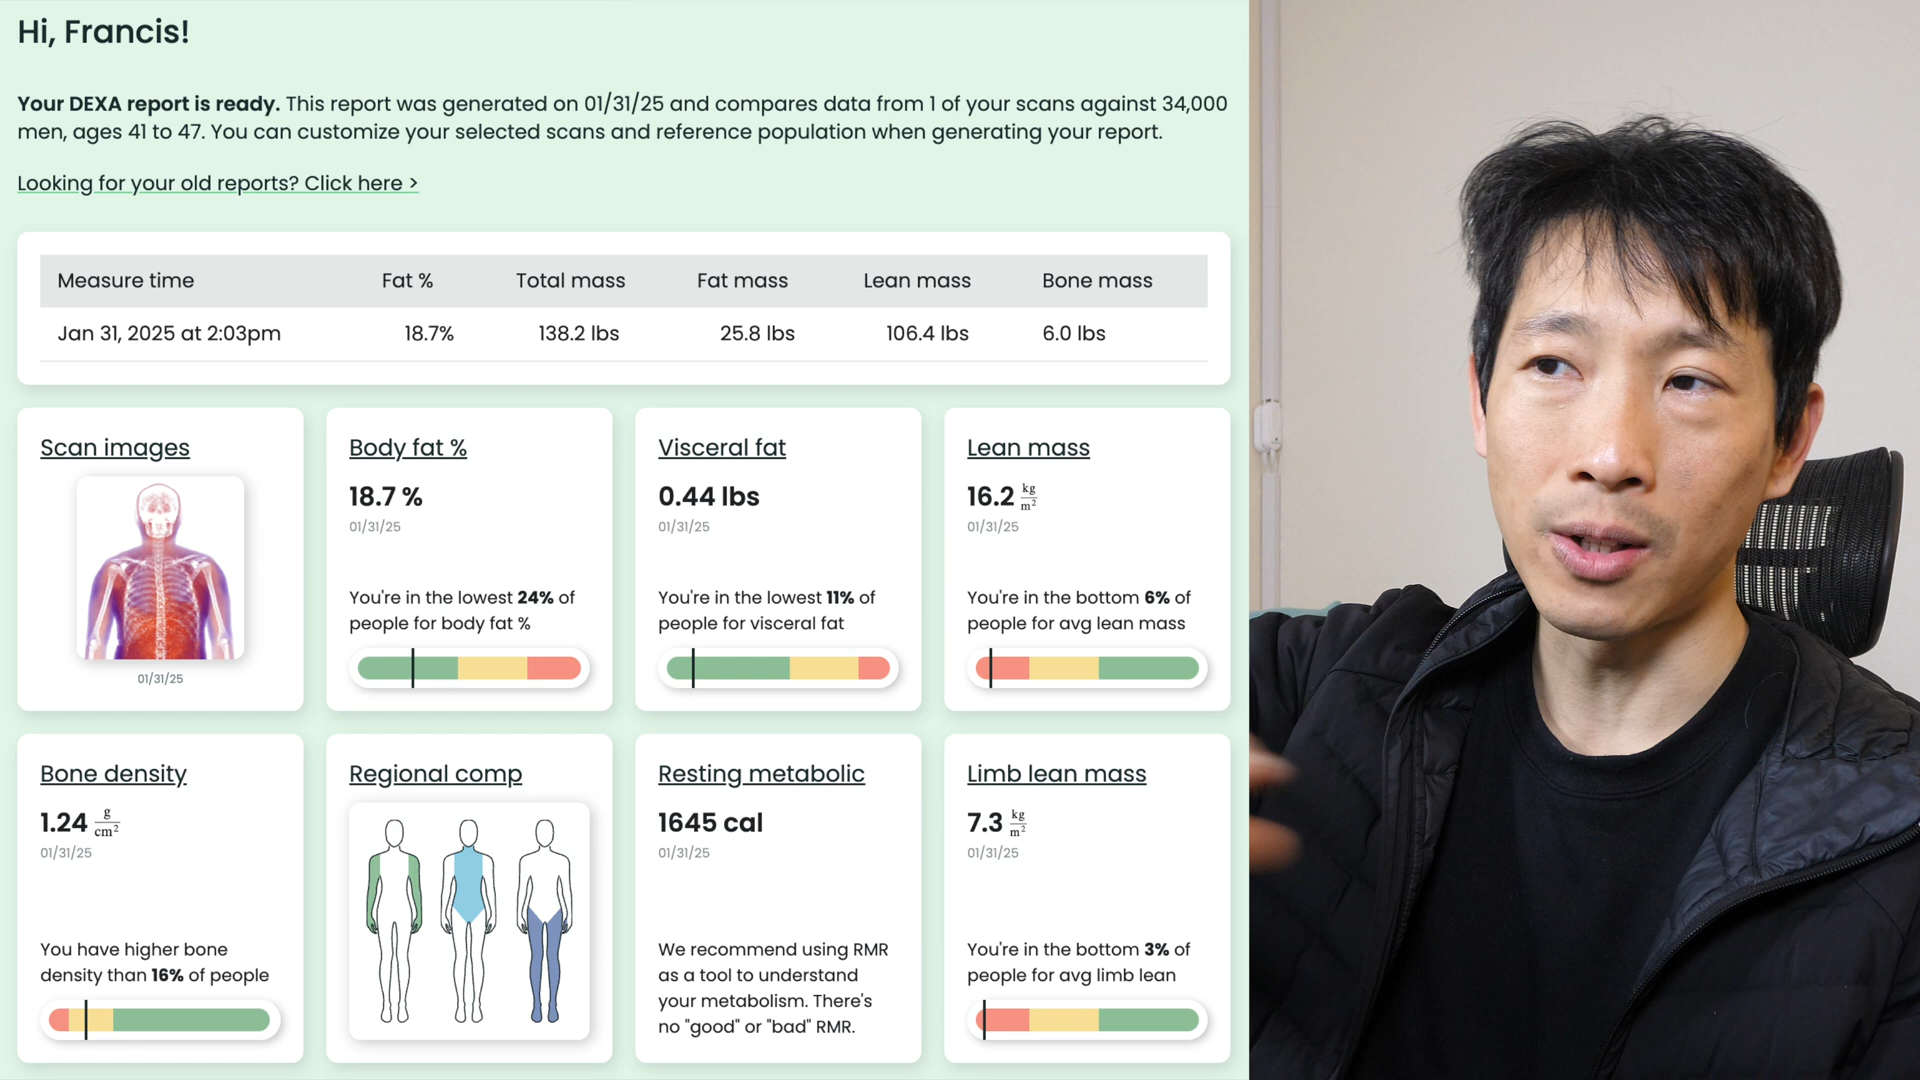 Hi, Francis!
Your DEXA report is ready. This report was generated on 01/31/25 and compares data from 1 of your scans against 34,000
men, ages 41 to 47. You can customize your selected scans and reference population when generating your report.
Looking for your old reports? Click here >
Measure time Fat % Total mass Fat mass Lean mass Bone mass
Jan 31, 2025 at 2:03pm 18.7% 138.2 lbs 25.8 lbs 106.4 lbs 6.0 lbs
Scan images
01/31/25
Body fat %
18.7 %
01/31/25
You're in the lowest 24% of
people for body fat %
Visceral fat
0.44 lbs
01/31/25
You're in the lowest 11% of
people for visceral fat
Lean mass
16.2 kg/m²
01/31/25
You're in the bottom 6% of
people for avg lean mass
Bone density
1.24 g/cm²
01/31/25
You have higher bone
density than 16% of people
Regional comp
Resting metabolic
1645 cal
01/31/25
We recommend using RMR
as a tool to understand
your metabolism. There's
no "good" or "bad" RMR.
Limb lean mass
7.3 kg/m²
01/31/25
You're in the bottom 3% of
people for avg limb lean